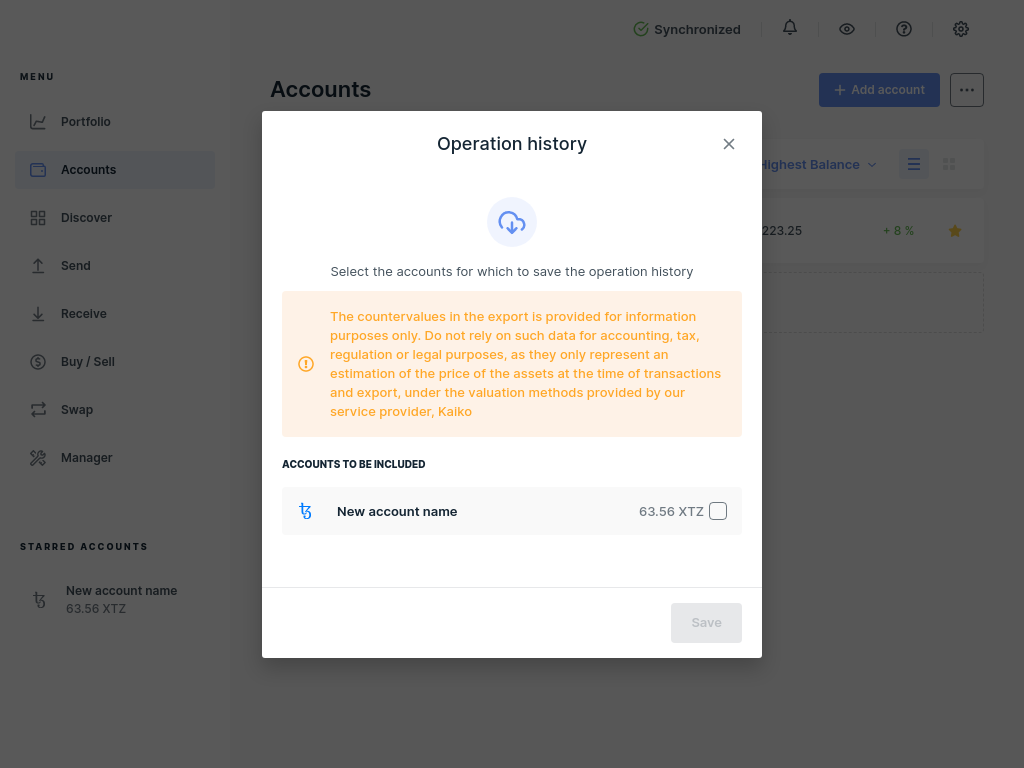 Synchronized
MENU
Portfolio
Accounts
Discover
Send
Receive
Buy / Sell
Swap
Manager
STARRED ACCOUNTS
New account name
63.56 XTZ
Accounts
+ Add account
Highest Balance
223.25
+ 8 %
Operation history
Select the accounts for which to save the operation history
The countervalues in the export is provided for information
purposes only. Do not rely on such data for accounting, tax,
regulation or legal purposes, as they only represent an
estimation of the price of the assets at the time of transactions
and export, under the valuation methods provided by our
service provider, Kaiko
ACCOUNTS TO BE INCLUDED
New account name
63.56 XTZ
Save